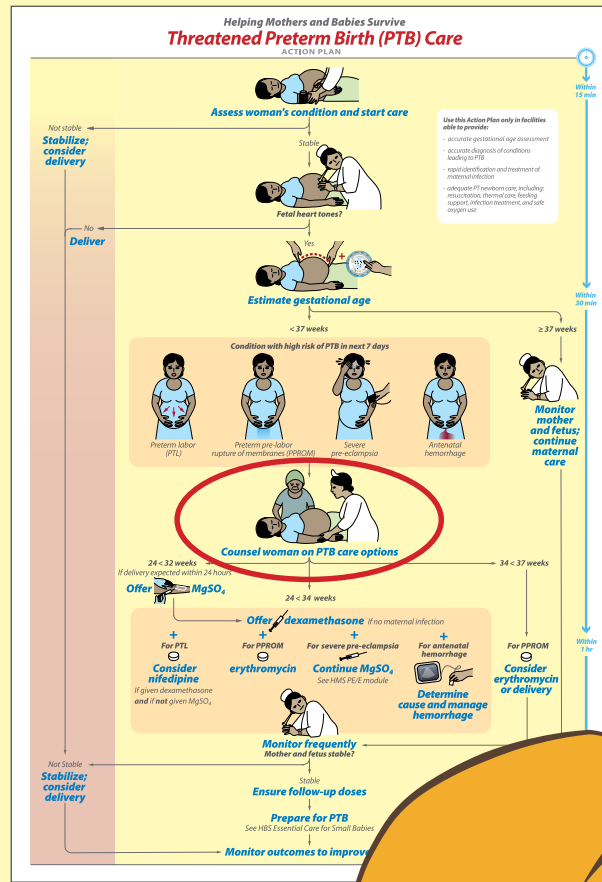 Helping Mothers and Babies Survive
Threatened Preterm Birth (PTB) Care
ACTION PLAN
Within
15 min
Assess woman's condition and start care
Use this Action Plan only in facilities
able to provide:
- accurate gestational age assessment
- accurate diagnosis of conditions
leading to PTB
- rapid identification and treatment of
maternal infection
- adequate PT newborn care, including:
resuscitation, thermal care, feeding
support, infection treatment, and safe
oxygen use
Not stable
Stabilize;
consider
delivery
Stable
Fetal heart tones?
No
Deliver
Yes
+
Estimate gestational age
Within
30 min
< 37 weeks
≥ 37 weeks
Condition with high risk of PTB in next 7 days
Preterm labor
(PTL)
Preterm pre-labor
rupture of membranes (PPROM)
Severe
pre-eclampsia
Antenatal
hemorrhage
Monitor
mother
and fetus;
continue
maternal
care
Counsel woman on PTB care options
24 < 32 weeks
If delivery expected within 24 hours
Offer MgSO₄
24 < 34 weeks
34 < 37 weeks
Offer dexamethasone If no maternal infection
+
For PTL
Consider
nifedipine
If given dexamethasone
and if not given MgSO₄
+
For PPROM
erythromycin
+
For severe pre-eclampsia
Continue MgSO₄
See HMS PE/E module
+
For antenatal
hemorrhage
Determine
cause and manage
hemorrhage
For PPROM
Consider
erythromycin
or delivery
Within
1 hr
Monitor frequently
Mother and fetus stable?
Not Stable
Stabilize;
consider
delivery
Stable
Ensure follow-up doses
Prepare for PTB
See HBS Essential Care for Small Babies
Monitor outcomes to improve